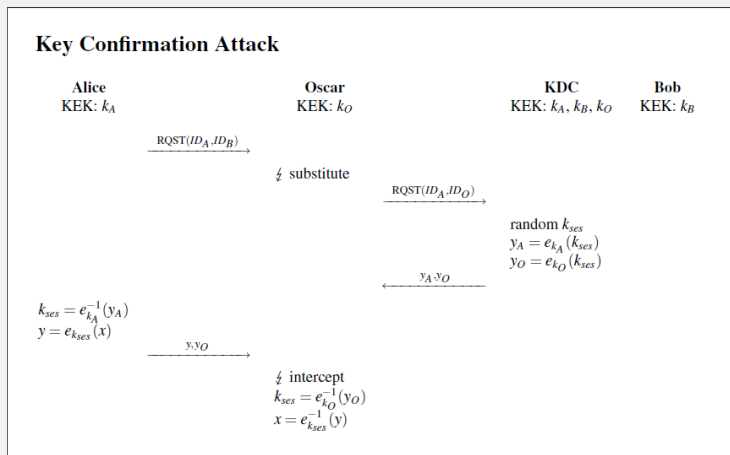 Key Confirmation Attack
Alice Oscar KDC Bob
KEK: k_A KEK: k_O KEK: k_A, k_B, k_O KEK: k_B
RQST(ID_A,ID_B)
↯ substitute
RQST(ID_A,ID_O)
random k_ses
y_A = e_{k_A}(k_ses)
y_O = e_{k_O}(k_ses)
y_A,y_O
k_ses = e^{-1}_{k_A}(y_A)
y = e_{k_ses}(x)
y,y_O
↯ intercept
k_ses = e^{-1}_{k_O}(y_O)
x = e^{-1}_{k_ses}(y)